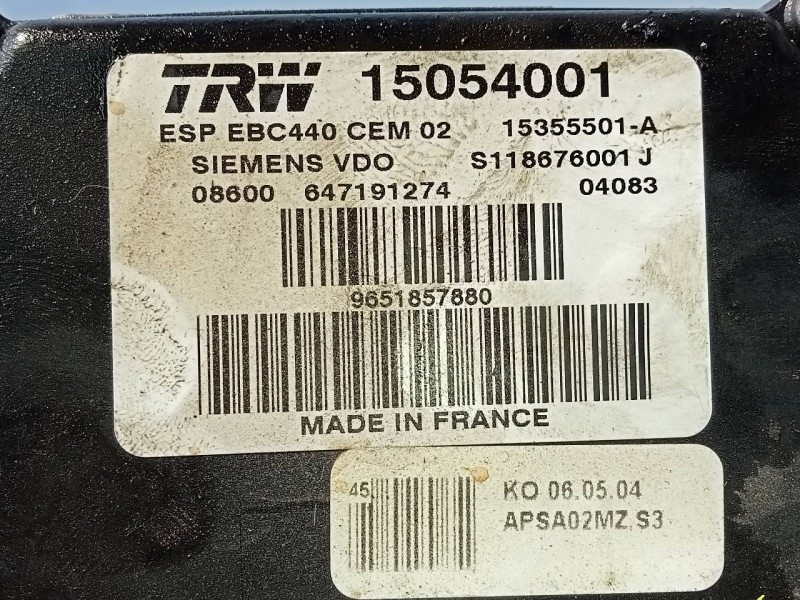 TRW 15054001
ESP EBC440 CEM 02 15355501-A
SIEMENS VDO S118676001 J
08600 647191274 04083
9651857880
MADE IN FRANCE
45 KO 06.05.04
APSA02MZ.S3